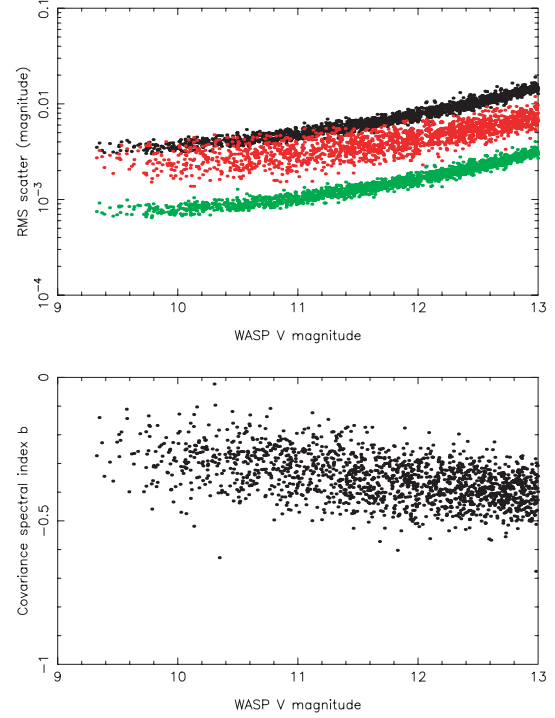 0.1
0.01
10⁻³
10⁻⁴
RMS scatter (magnitude)
9 10 11 12 13
WASP V magnitude
0
−0.5
−1
Covariance spectral index b
9 10 11 12 13
WASP V magnitude